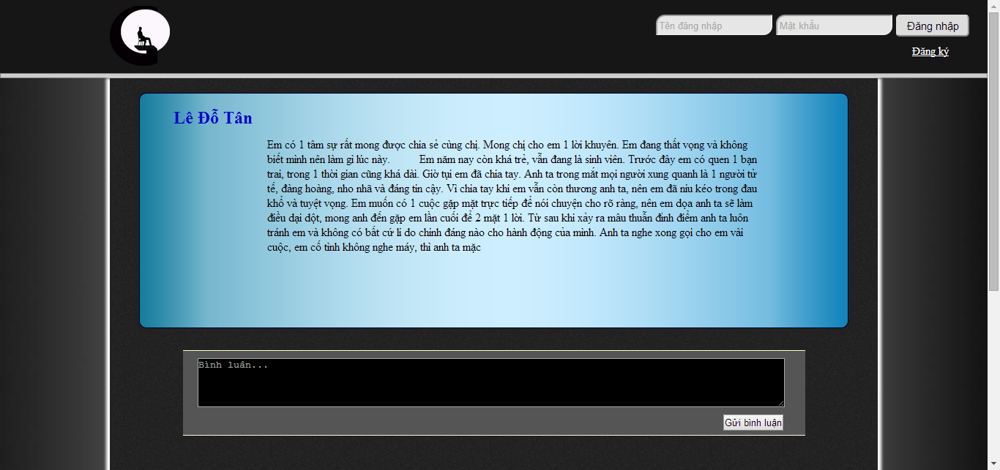 Tên đăng nhập
Mật khẩu
Đăng nhập
Đăng ký
Lê Đỗ Tân
Em có 1 tâm sự rất mong được chia sẻ cùng chị. Mong chị cho em 1 lời khuyên. Em đang thất vọng và không
biết mình nên làm gì lúc này. Em năm nay còn khá trẻ, vẫn đang là sinh viên. Trước đây em có quen 1 bạn
trai, trong 1 thời gian cũng khá dài. Giờ tụi em đã chia tay. Anh ta trong mắt mọi người xung quanh là 1 người tử
tế, đàng hoàng, nho nhã và đáng tin cậy. Vì chia tay khi em vẫn còn thương anh ta, nên em đã níu kéo trong đau
khổ và tuyệt vọng. Em muốn có 1 cuộc gặp mặt trực tiếp để nói chuyện cho rõ ràng, nên em dọa anh ta sẽ làm
điều dại dột, mong anh đến gặp em lần cuối để 2 mặt 1 lời. Từ sau khi xảy ra mâu thuẫn đỉnh điểm anh ta luôn
tránh em và không có bất cứ lí do chính đáng nào cho hành động của mình. Anh ta nghe xong gọi cho em vài
cuộc, em cố tình không nghe máy, thì anh ta mặc
Bình luận...
Gửi bình luận